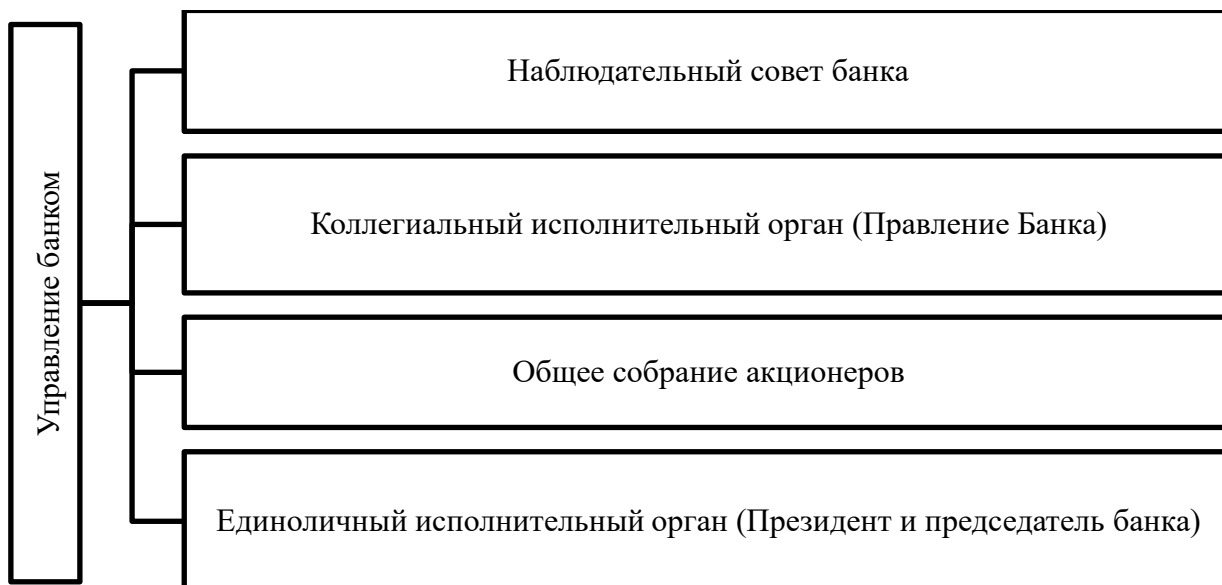 Управление банком
Наблюдательный совет банка
Коллегиальный исполнительный орган (Правление Банка)
Общее собрание акционеров
Единоличный исполнительный орган (Президент и председатель банка)